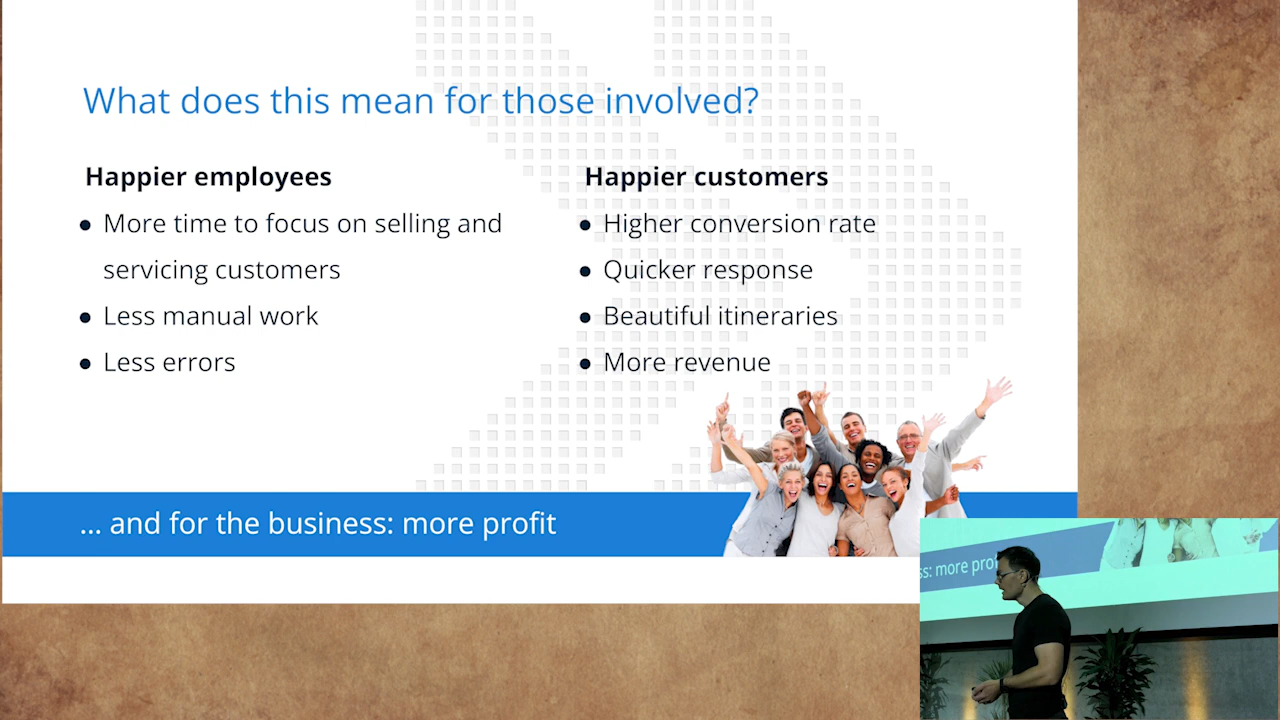 What does this mean for those involved?
Happier employees
● More time to focus on selling and
servicing customers
● Less manual work
● Less errors
Happier customers
● Higher conversion rate
● Quicker response
● Beautiful itineraries
● More revenue
... and for the business: more profit
ss: more